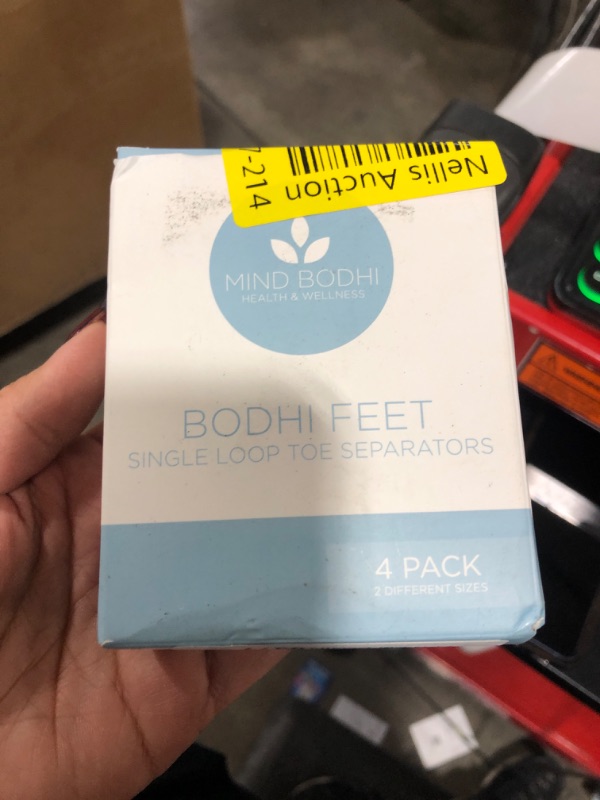 Nellis Auction
7-214
MIND BODHI
HEALTH & WELLNESS
BODHI FEET
SINGLE LOOP TOE SEPARATORS
4 PACK
2 DIFFERENT SIZES